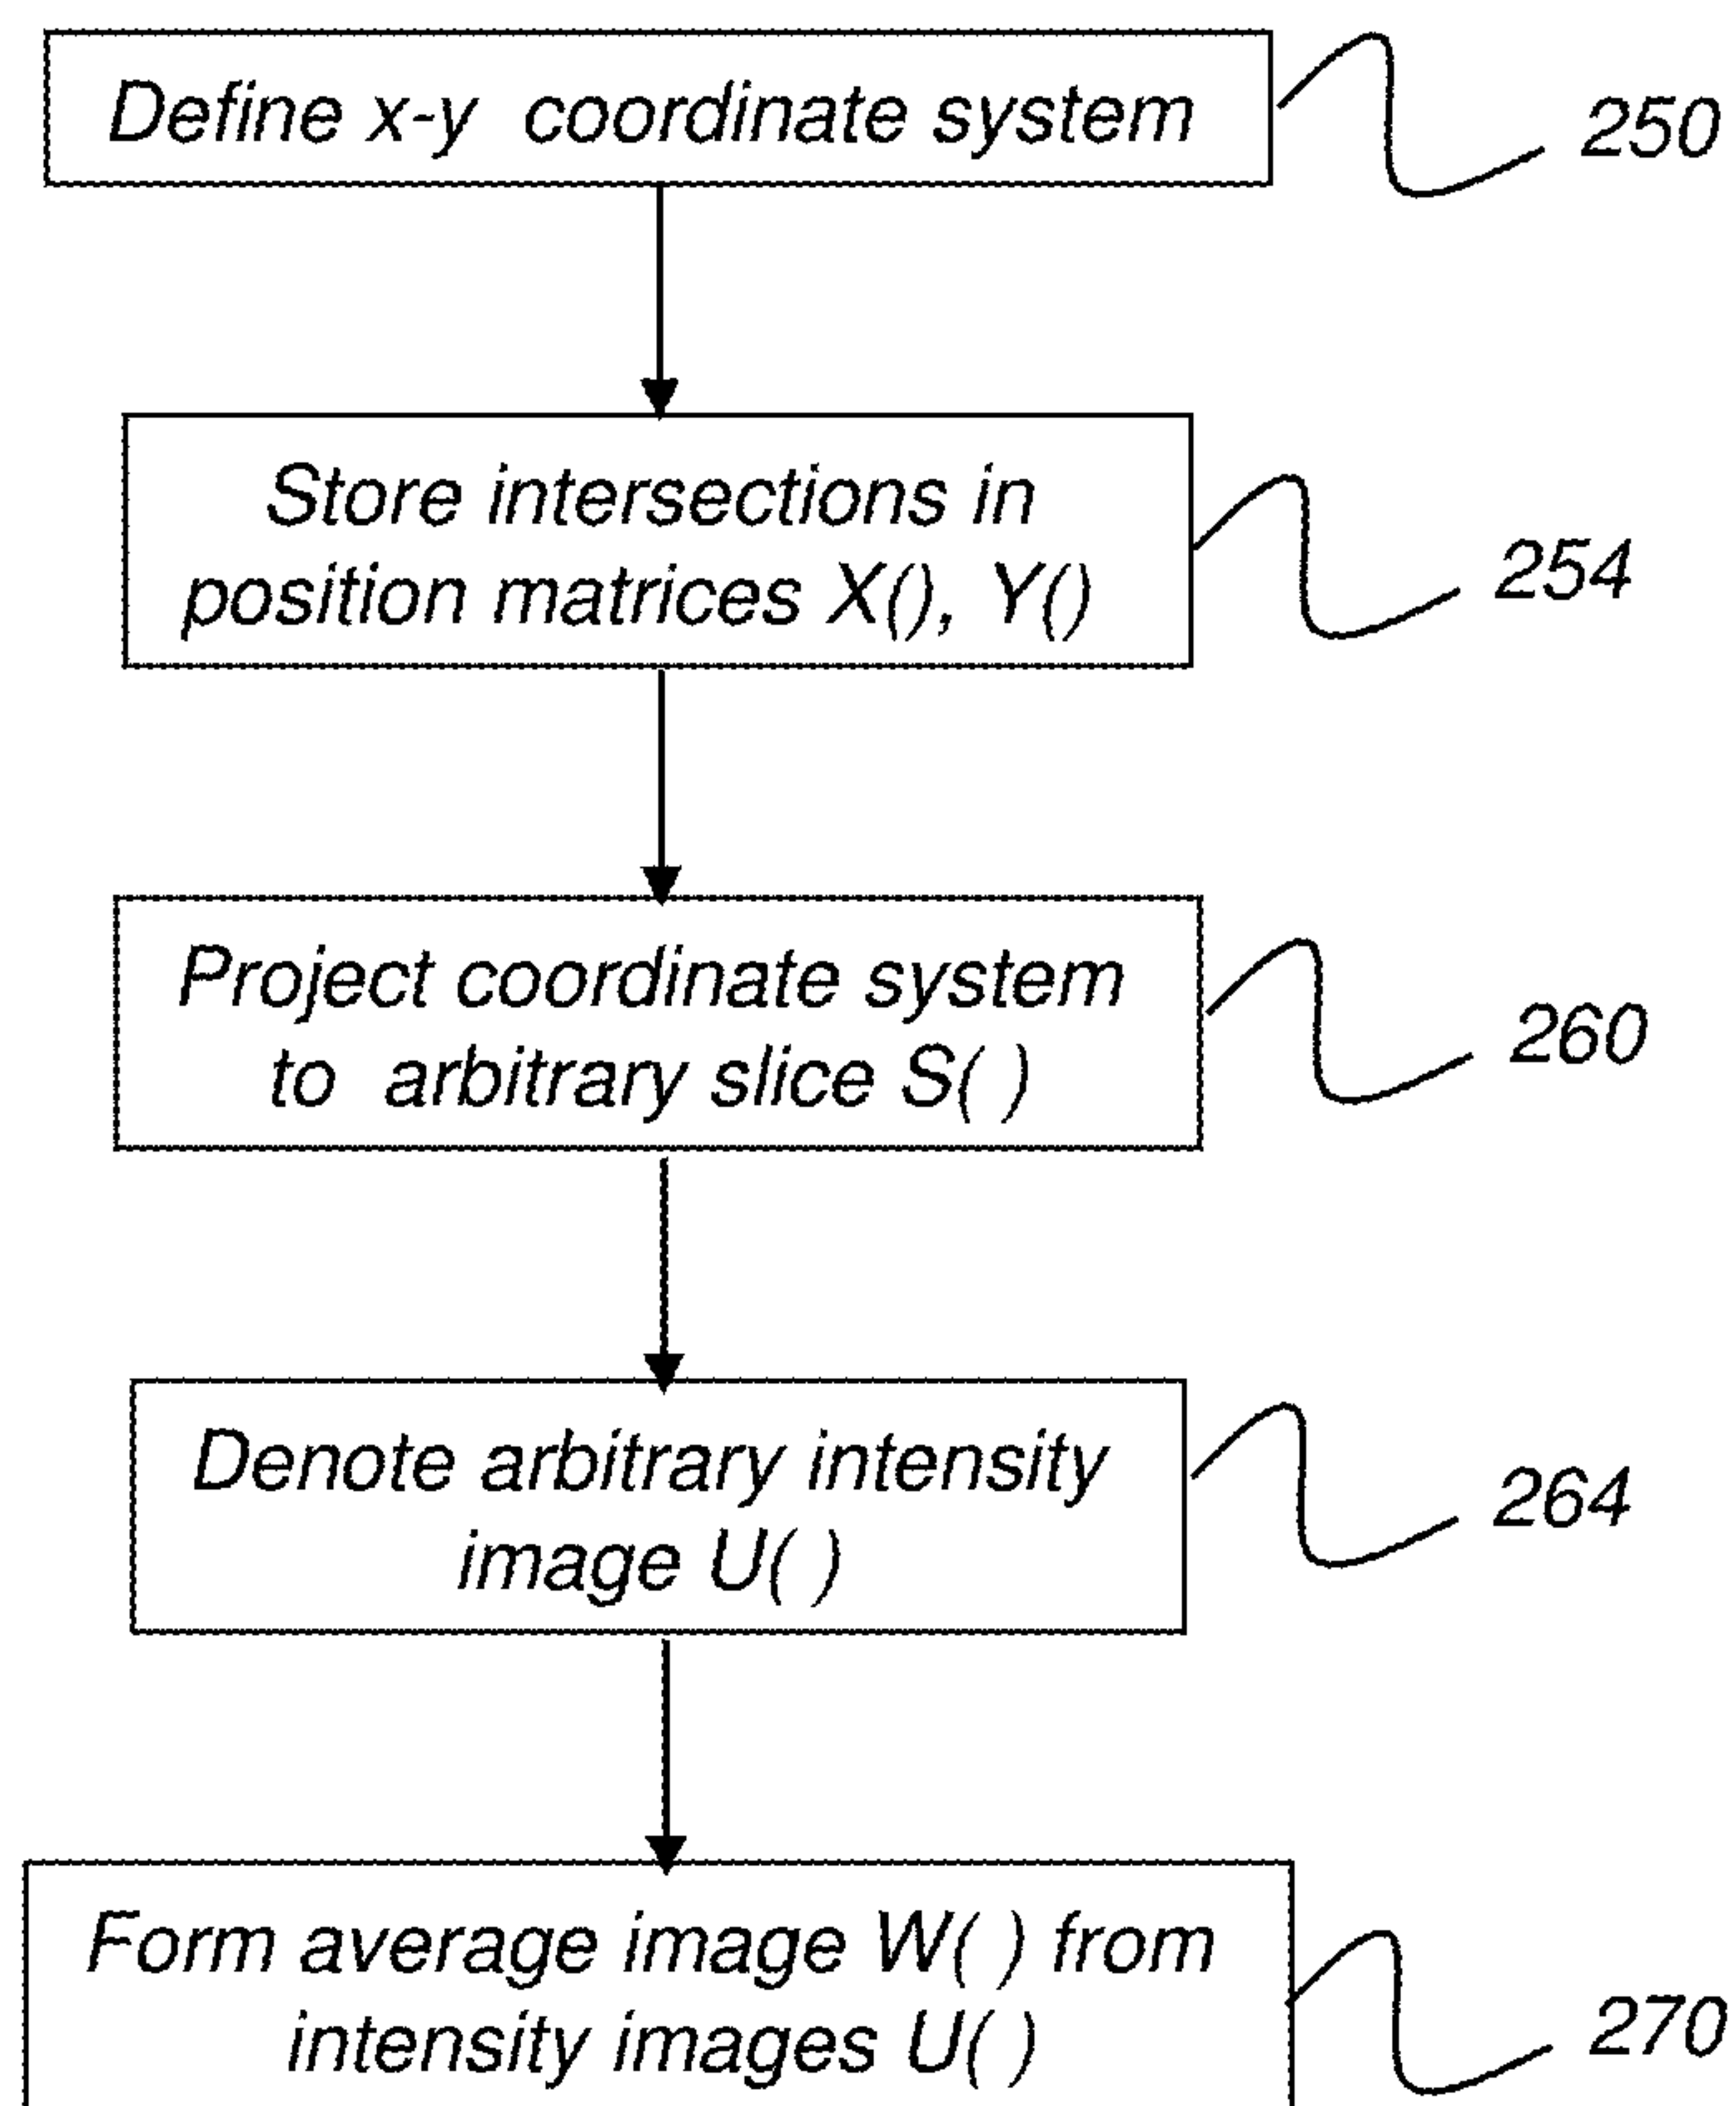 Define x-y coordinate system
250
Store intersections in
position matrices X(), Y()
254
Project coordinate system
to arbitrary slice S( )
260
Denote arbitrary intensity
image U( )
264
Form average image W( ) from
intensity images U( )
270